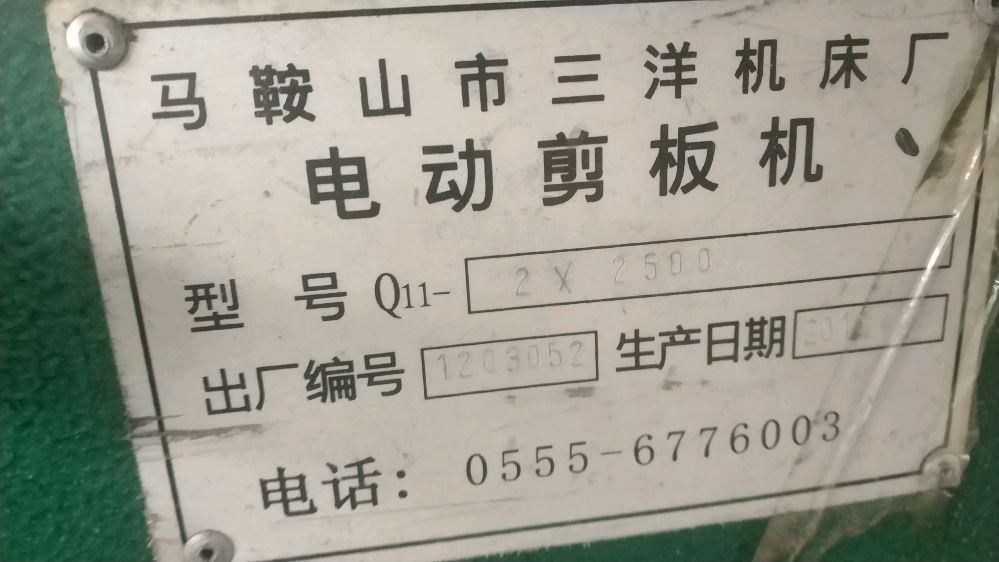 马鞍山市三洋机床厂
电动剪板机
型号 Q11- 2 X 2500
出厂编号 1203052 生产日期
电话: 0555-6776003